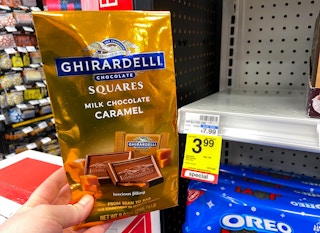 GHIRARDELLI
CHOCOLATE
SQUARES
MILK CHOCOLATE
CARAMEL
luscious filling
FROM BEAN TO BAR
NET WT
7.99
3.99
special
OREO